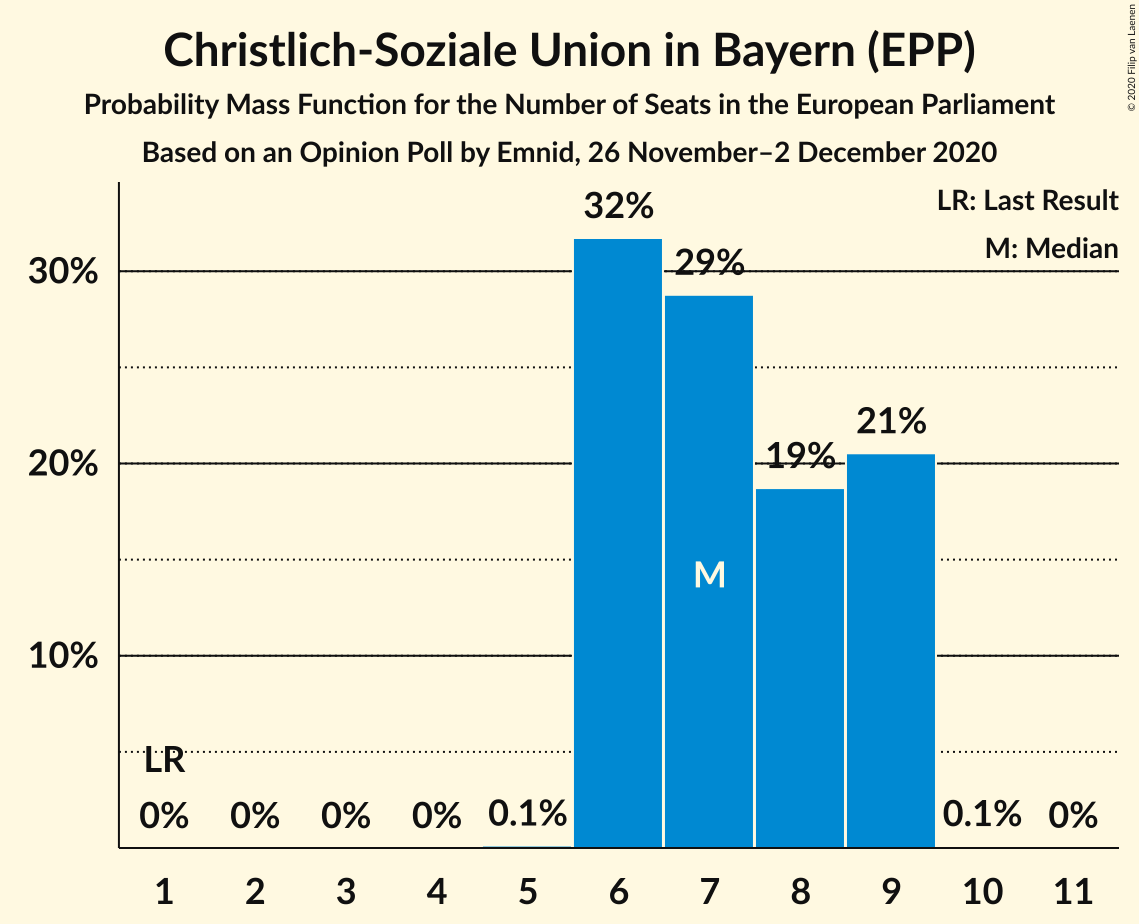 Christlich-Soziale Union in Bayern (EPP)
Probability Mass Function for the Number of Seats in the European Parliament
Based on an Opinion Poll by Emnid, 26 November–2 December 2020
© 2020 Filip van Laenen
LR: Last Result
M: Median
30%
20%
10%
LR
0%
0%
0%
0%
0.1%
32%
29%
M
19%
21%
0.1%
0%
1 2 3 4 5 6 7 8 9 10 11